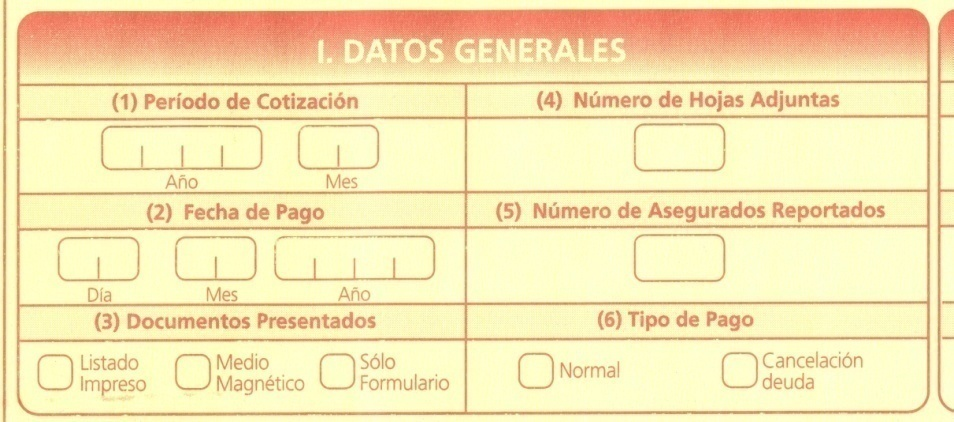 I. DATOS GENERALES
(1) Período de Cotización
Año
Mes
(2) Fecha de Pago
Día
Mes
Año
(3) Documentos Presentados
Listado
Impreso
Medio
Magnético
Sólo
Formulario
(4) Número de Hojas Adjuntas
(5) Número de Asegurados Reportados
(6) Tipo de Pago
Normal
Cancelación
deuda